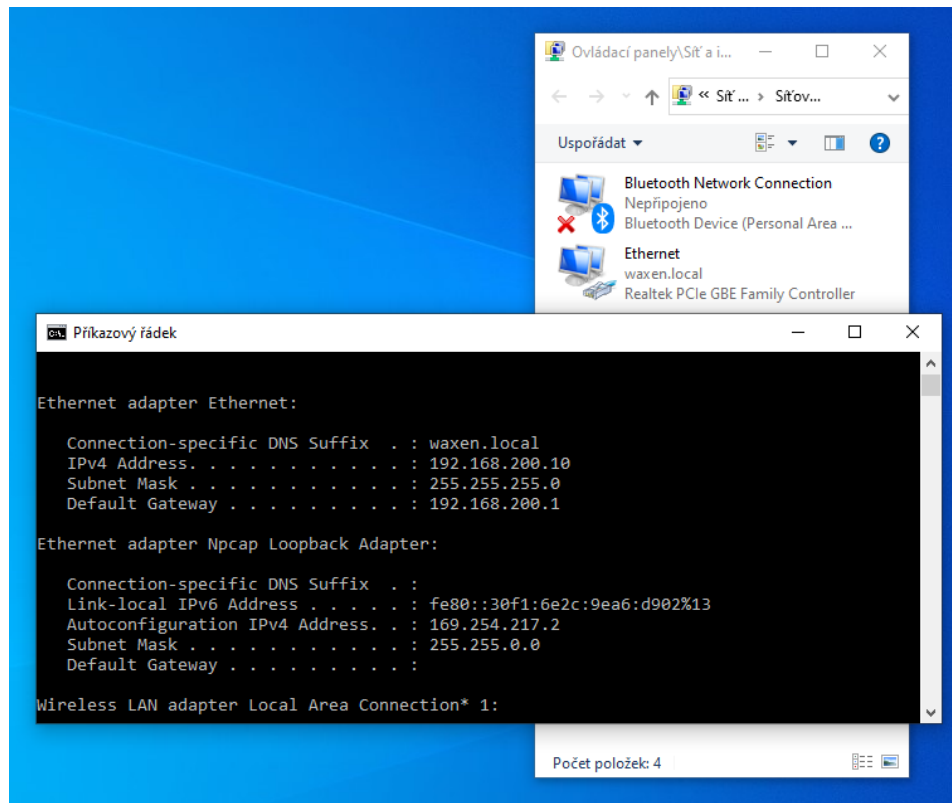 Ovládací panely\Síť a i...
« Síť ... › Síťov...
Uspořádat
Bluetooth Network Connection
Nepřipojeno
Bluetooth Device (Personal Area ...
Ethernet
waxen.local
Realtek PCIe GBE Family Controller
Příkazový řádek
Ethernet adapter Ethernet:
Connection-specific DNS Suffix  . : waxen.local
IPv4 Address. . . . . . . . . . . : 192.168.200.10
Subnet Mask . . . . . . . . . . . : 255.255.255.0
Default Gateway . . . . . . . . . : 192.168.200.1
Ethernet adapter Npcap Loopback Adapter:
Connection-specific DNS Suffix  . :
Link-local IPv6 Address . . . . . : fe80::30f1:6e2c:9ea6:d902%13
Autoconfiguration IPv4 Address. . : 169.254.217.2
Subnet Mask . . . . . . . . . . . : 255.255.0.0
Default Gateway . . . . . . . . . :
Wireless LAN adapter Local Area Connection* 1:
Počet položek: 4